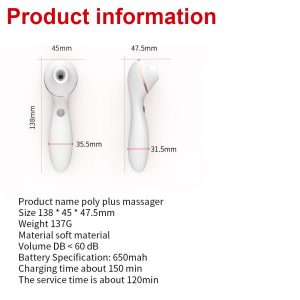 Product information
45mm 47.5mm
138mm
35.5mm 31.5mm
Product name poly plus massager
Size 138 * 45 * 47.5mm
Weight 137G
Material soft material
Volume DB < 60 dB
Battery Specification: 650mah
Charging time about 150 min
The service time is about 120min